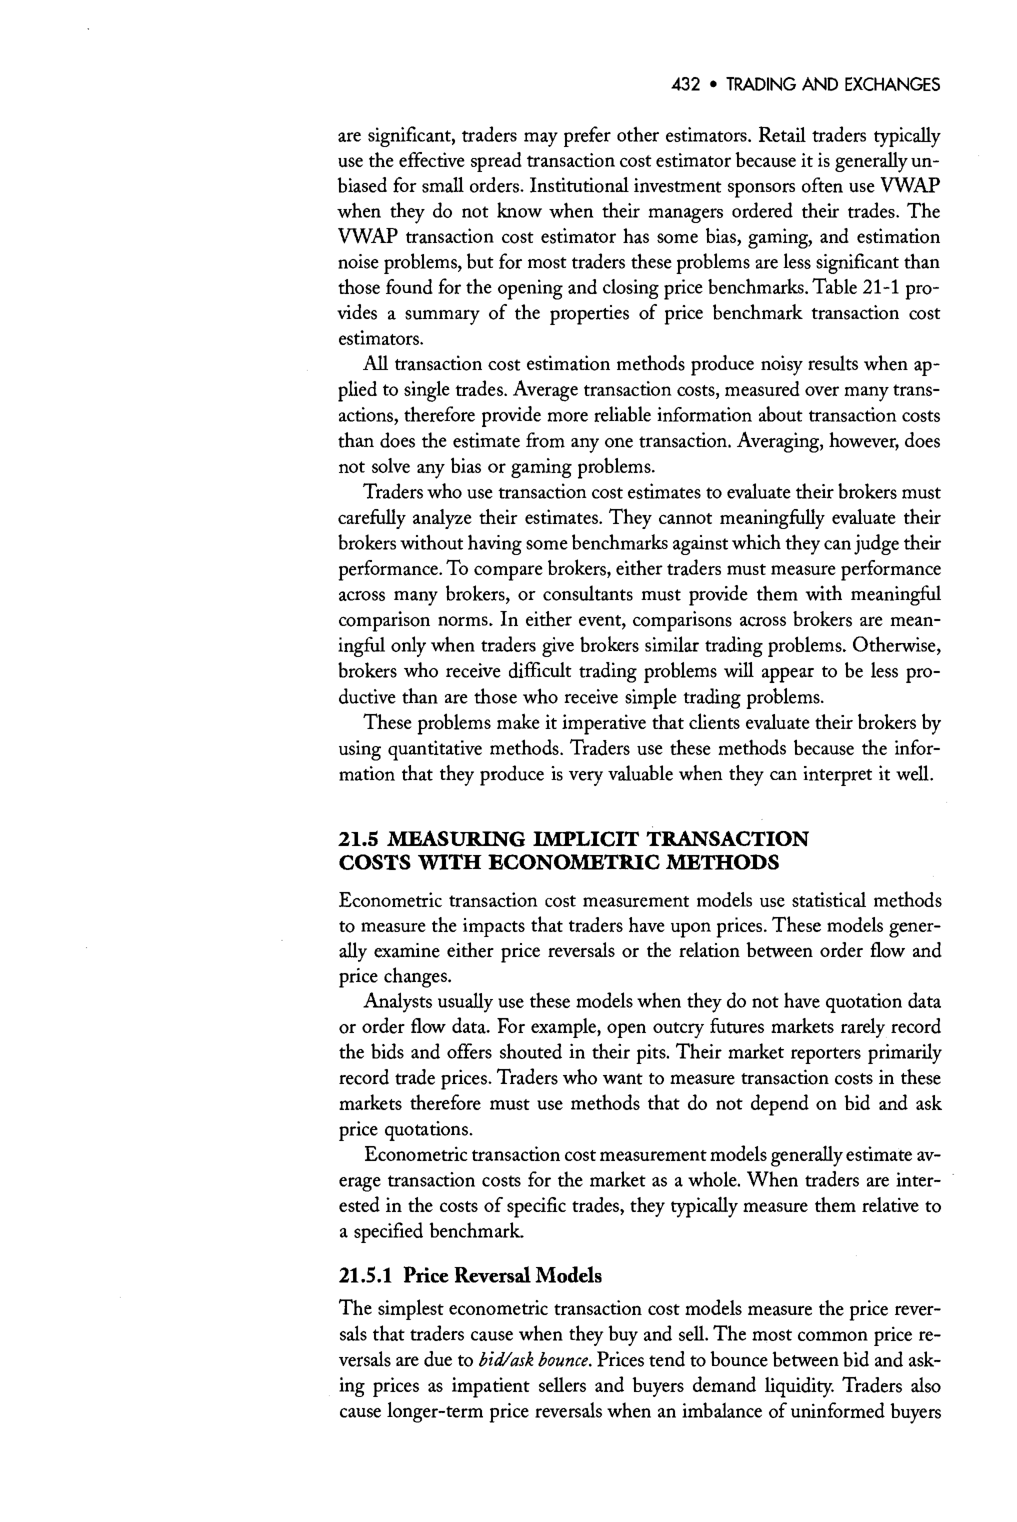 432 • TRADING AND EXCHANGES
are significant, traders may prefer other estimators. Retail traders typically
use the effective spread transaction cost estimator because it is generally un-
biased for small orders. Institutional investment sponsors often use VWAP
when they do not know when their managers ordered their trades. The
VWAP transaction cost estimator has some bias, gaming, and estimation
noise problems, but for most traders these problems are less significant than
those found for the opening and closing price benchmarks. Table 21-1 pro-
vides a summary of the properties of price benchmark transaction cost
estimators.
All transaction cost estimation methods produce noisy results when ap-
plied to single trades. Average transaction costs, measured over many trans-
actions, therefore provide more reliable information about transaction costs
than does the estimate from any one transaction. Averaging, however, does
not solve any bias or gaming problems.
Traders who use transaction cost estimates to evaluate their brokers must
carefully analyze their estimates. They cannot meaningfully evaluate their
brokers without having some benchmarks against which they can judge their
performance. To compare brokers, either traders must measure performance
across many brokers, or consultants must provide them with meaningful
comparison norms. In either event, comparisons across brokers are mean-
ingful only when traders give brokers similar trading problems. Otherwise,
brokers who receive difficult trading problems will appear to be less pro-
ductive than are those who receive simple trading problems.
These problems make it imperative that clients evaluate their brokers by
using quantitative methods. Traders use these methods because the infor-
mation that they produce is very valuable when they can interpret it well.
21.5 MEASURING IMPLICIT TRANSACTION
COSTS WITH ECONOMETRIC METHODS
Econometric transaction cost measurement models use statistical methods
to measure the impacts that traders have upon prices. These models gener-
ally examine either price reversals or the relation between order flow and
price changes.
Analysts usually use these models when they do not have quotation data
or order flow data. For example, open outcry futures markets rarely record
the bids and offers shouted in their pits. Their market reporters primarily
record trade prices. Traders who want to measure transaction costs in these
markets therefore must use methods that do not depend on bid and ask
price quotations.
Econometric transaction cost measurement models generally estimate av-
erage transaction costs for the market as a whole. When traders are inter-
ested in the costs of specific trades, they typically measure them relative to
a specified benchmark.
21.5.1 Price Reversal Models
The simplest econometric transaction cost models measure the price rever-
sals that traders cause when they buy and sell. The most common price re-
versals are due to bid/ask bounce. Prices tend to bounce between bid and ask-
ing prices as impatient sellers and buyers demand liquidity. Traders also
cause longer-term price reversals when an imbalance of uninformed buyers